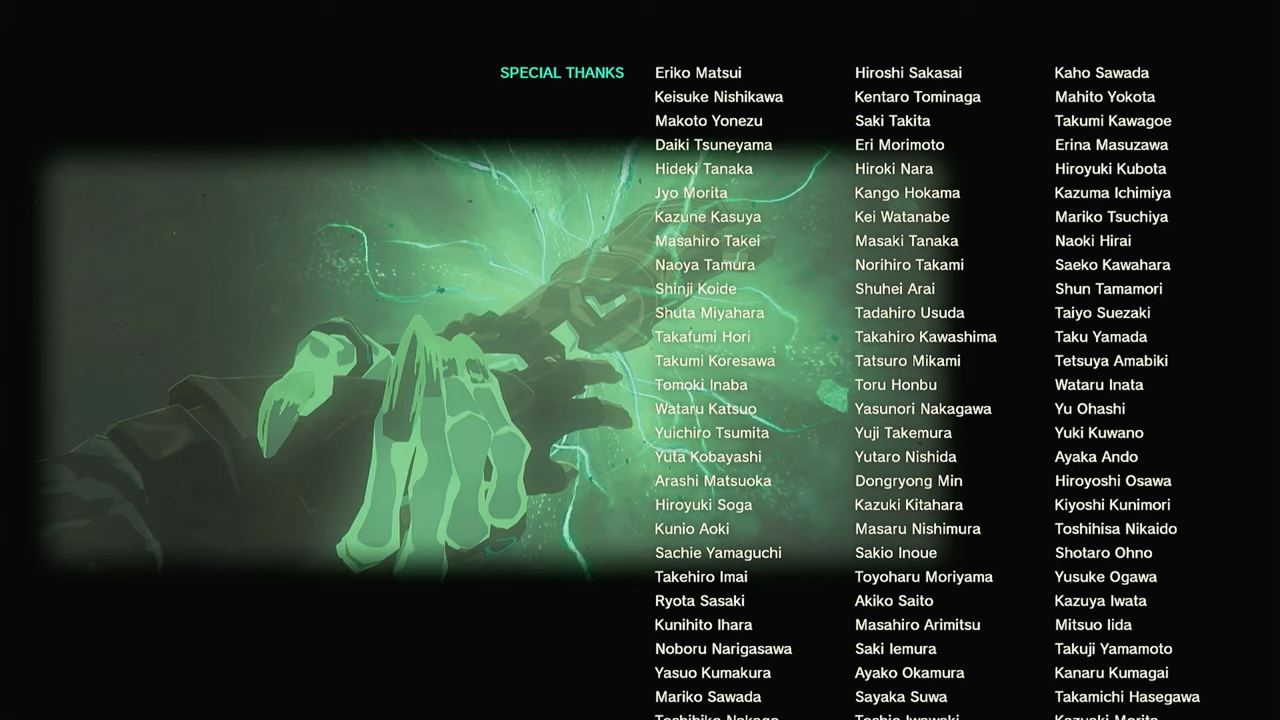 SPECIAL THANKS Eriko Matsui Hiroshi Sakasai Kaho Sawada
Keisuke Nishikawa Kentaro Tominaga Mahito Yokota
Makoto Yonezu Saki Takita Takumi Kawagoe
Daiki Tsuneyama Eri Morimoto Erina Masuzawa
Hideki Tanaka Hiroki Nara Hiroyuki Kubota
Jyo Morita Kango Hokama Kazuma Ichimiya
Kazune Kasuya Kei Watanabe Mariko Tsuchiya
Masahiro Takei Masaki Tanaka Naoki Hirai
Naoya Tamura Norihiro Takami Saeko Kawahara
Shinji Koide Shuhei Arai Shun Tamamori
Shuta Miyahara Tadahiro Usuda Taiyo Suezaki
Takafumi Hori Takahiro Kawashima Taku Yamada
Takumi Koresawa Tatsuro Mikami Tetsuya Amabiki
Tomoki Inaba Toru Honbu Wataru Inata
Wataru Katsuo Yasunori Nakagawa Yu Ohashi
Yuichiro Tsumita Yuji Takemura Yuki Kuwano
Yuta Kobayashi Yutaro Nishida Ayaka Ando
Arashi Matsuoka Dongryong Min Hiroyoshi Osawa
Hiroyuki Soga Kazuki Kitahara Kiyoshi Kunimori
Kunio Aoki Masaru Nishimura Toshihisa Nikaido
Sachie Yamaguchi Sakio Inoue Shotaro Ohno
Takehiro Imai Toyoharu Moriyama Yusuke Ogawa
Ryota Sasaki Akiko Saito Kazuya Iwata
Kunihito Ihara Masahiro Arimitsu Mitsuo Iida
Noboru Narigasawa Saki Iemura Takuji Yamamoto
Yasuo Kumakura Ayako Okamura Kanaru Kumagai
Mariko Sawada Sayaka Suwa Takamichi Hasegawa